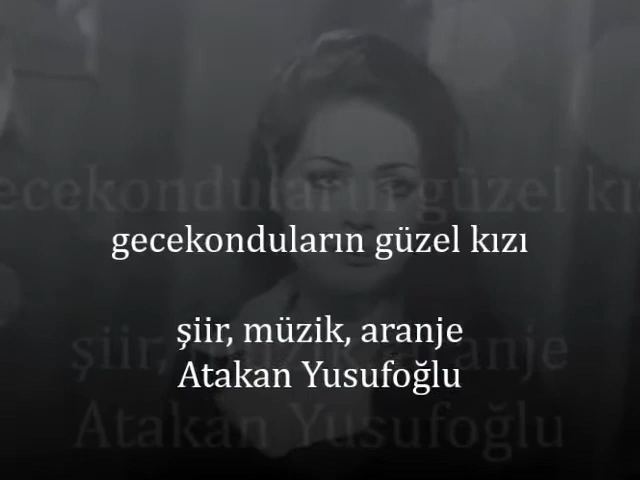 gecekonduların güzel kızı
şiir, müzik, aranje
Atakan Yusufoğlu